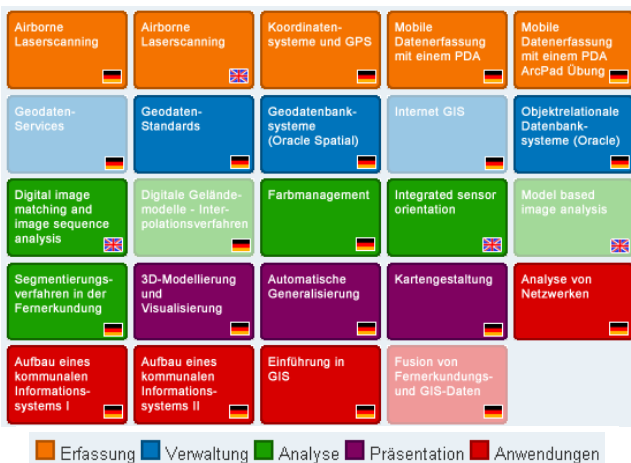 Airborne
Laserscanning
Airborne
Laserscanning
Koordinaten-
systeme und GPS
Mobile
Datenerfassung
mit einem PDA
Mobile
Datenerfassung
mit einem PDA
ArcPad Übung
Geodaten-
Services
Geodaten-
Standards
Geodatenbank-
systeme
(Oracle Spatial)
Internet GIS
Objektrelationale
Datenbank-
systeme (Oracle)
Digital image
matching and
image sequence
analysis
Digitale Gelände-
modelle - Inter-
polationsverfahren
Farbmanagement
Integrated sensor
orientation
Model based
image analysis
Segmentierungs-
verfahren in der
Fernerkundung
3D-Modellierung
und
Visualisierung
Automatische
Generalisierung
Kartengestaltung
Analyse von
Netzwerken
Aufbau eines
kommunalen
Informations-
systems I
Aufbau eines
kommunalen
Informations-
systems II
Einführung in
GIS
Fusion von
Fernerkundungs-
und GIS-Daten
Erfassung Verwaltung Analyse Präsentation Anwendungen